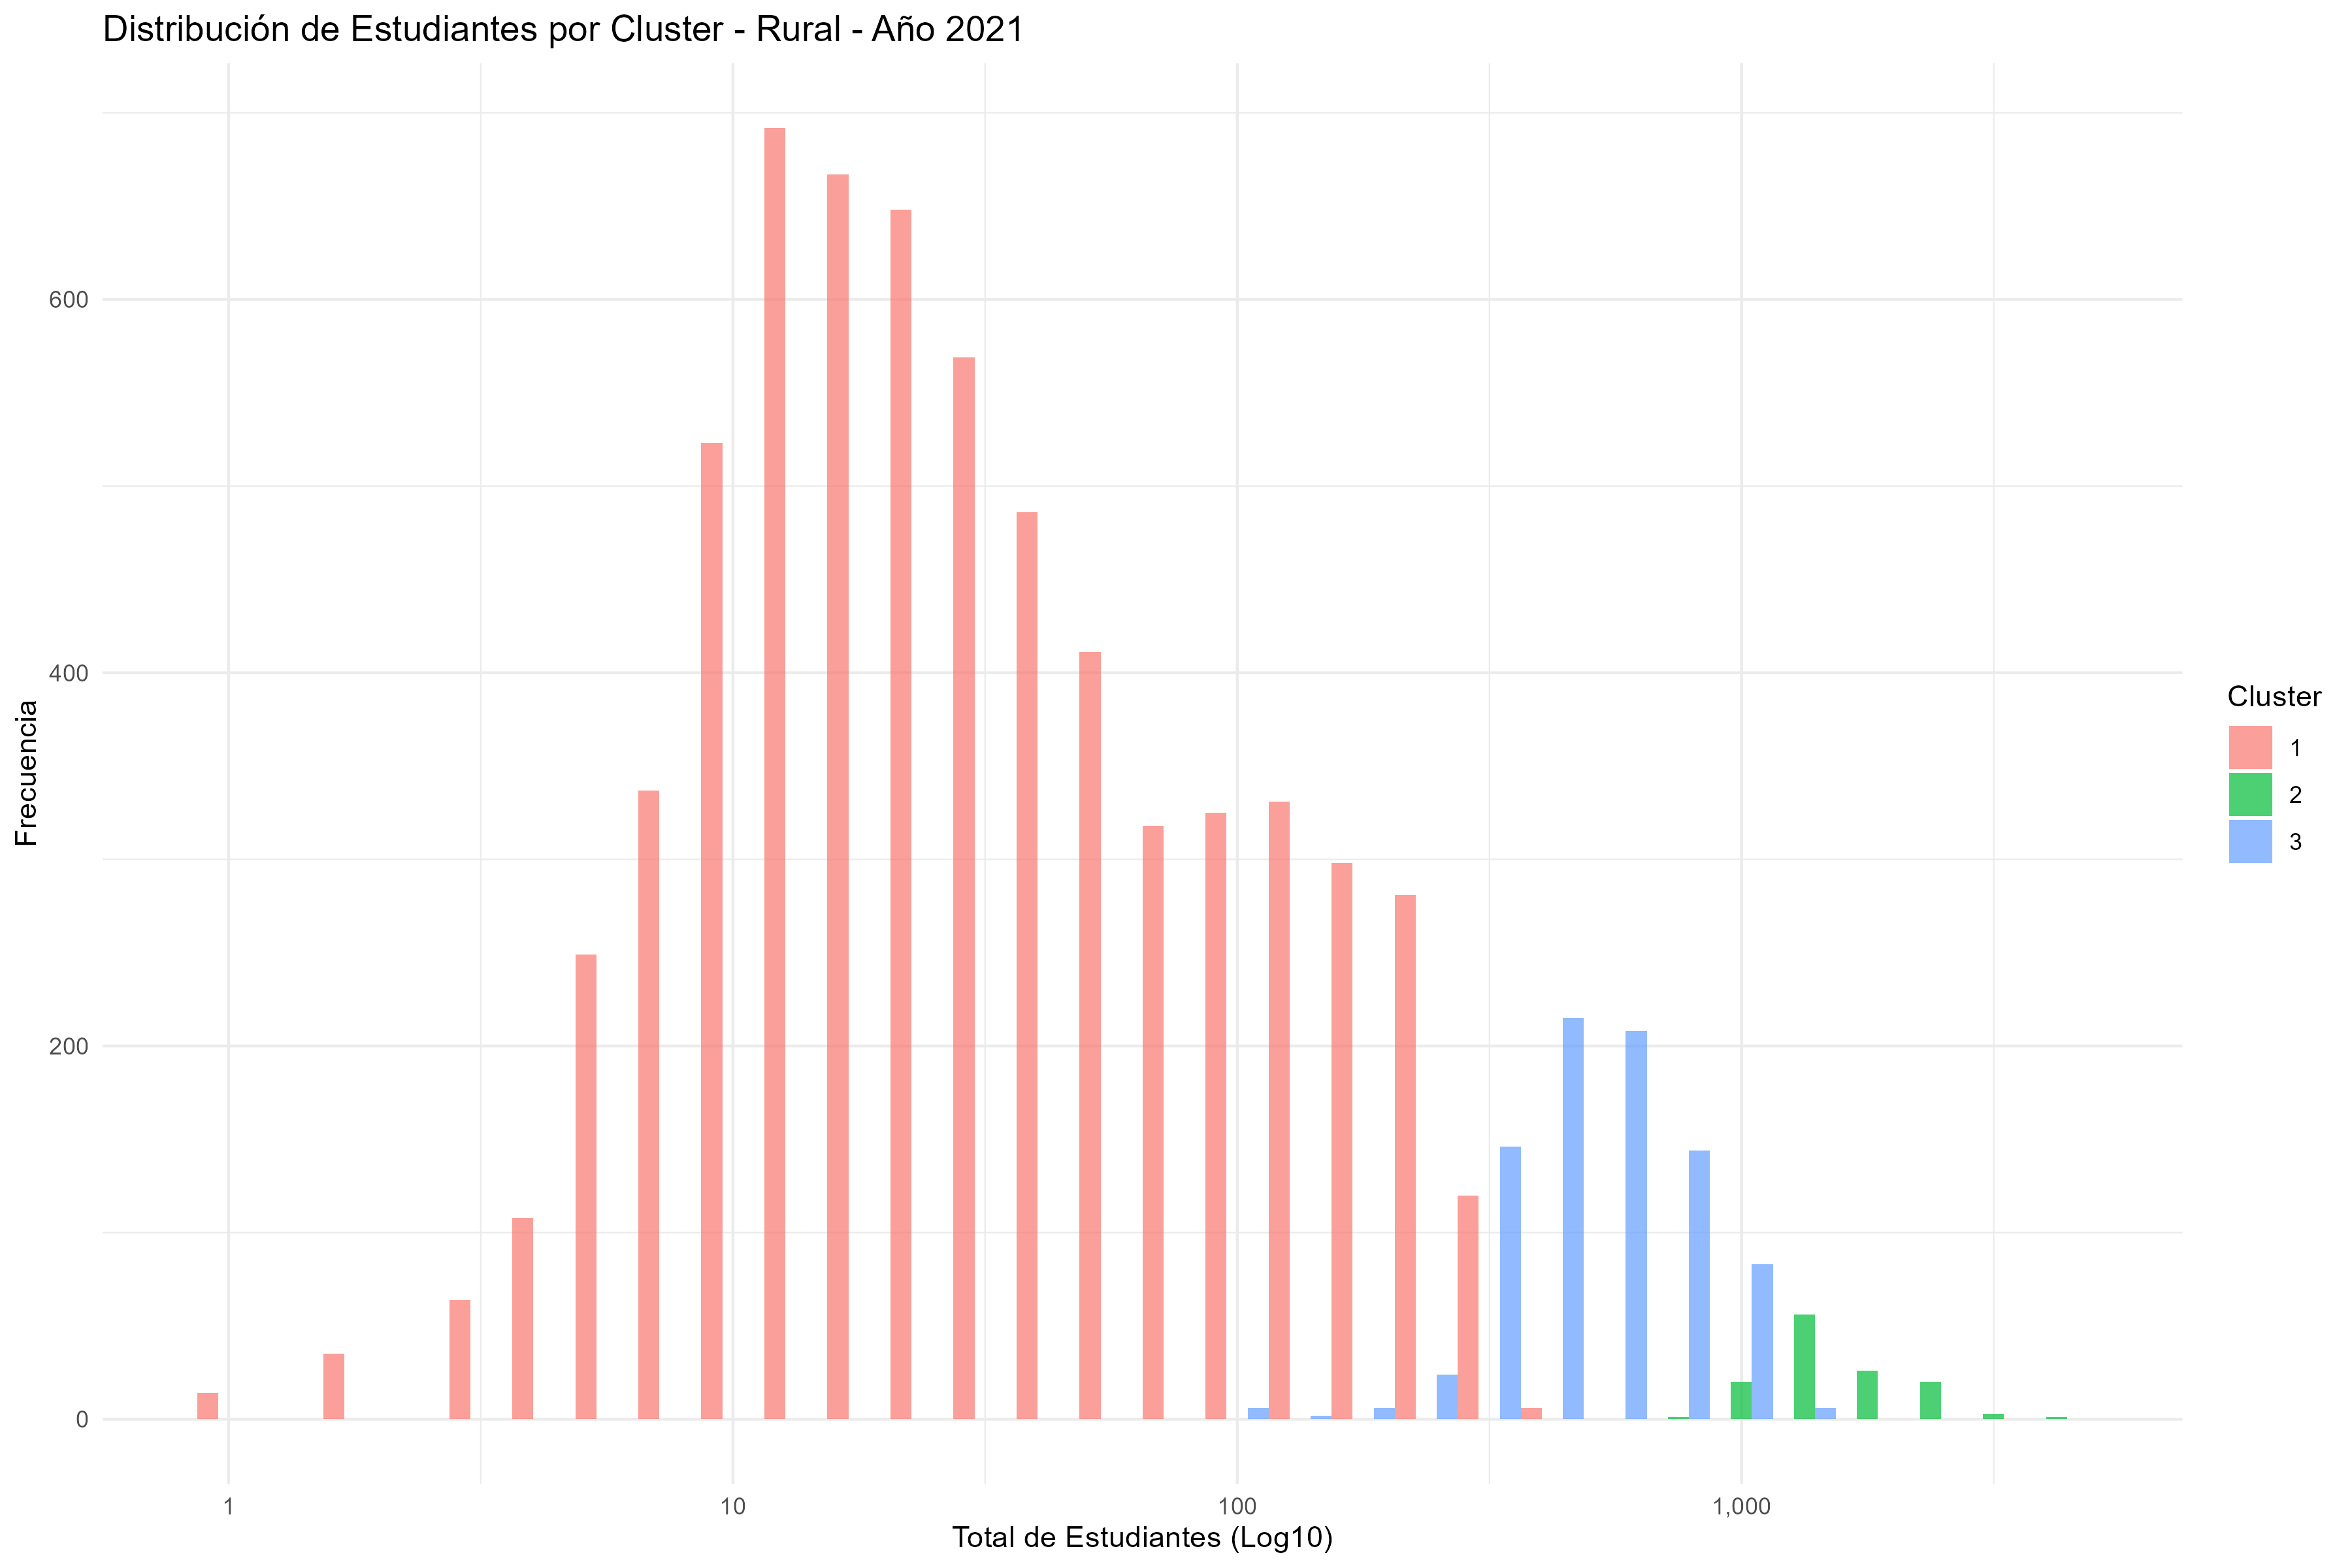 Distribución de Estudiantes por Cluster - Rural - Año 2021
Frecuencia
600
400
200
0
1
10
100
1,000
Total de Estudiantes (Log10)
Cluster
1
2
3